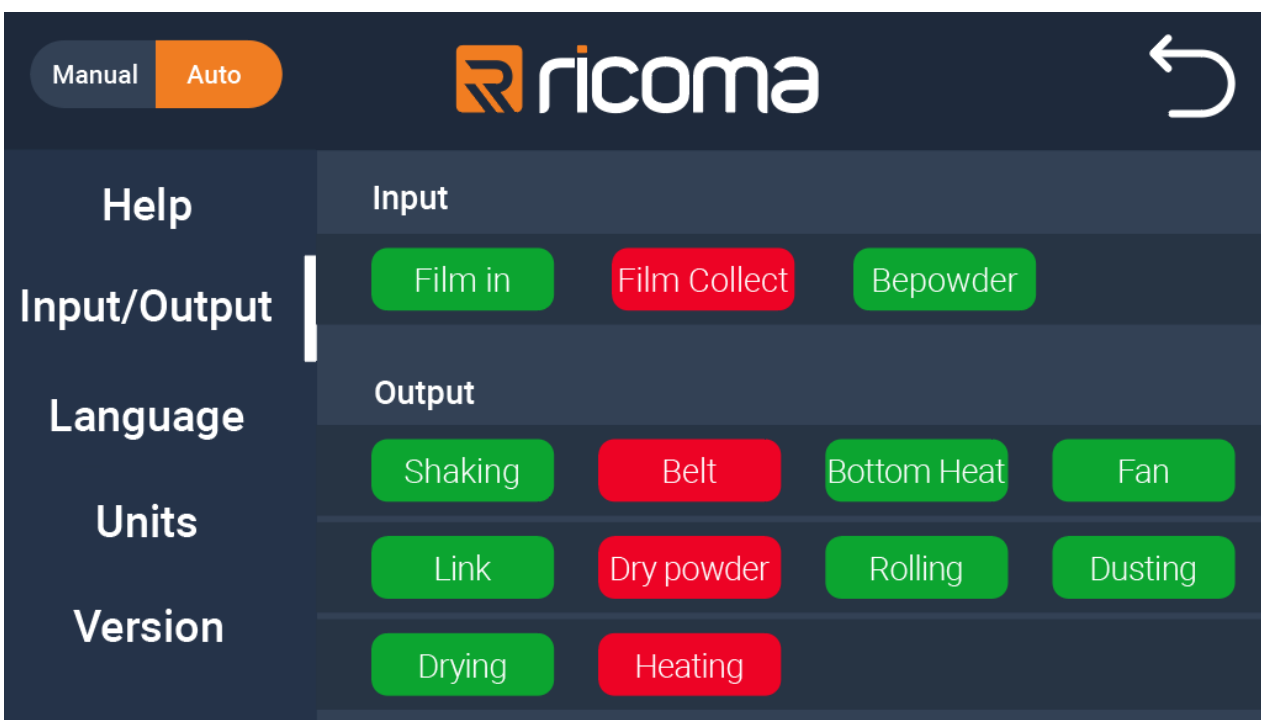 Manual Auto
ricoma
Help
Input/Output
Language
Units
Version
Input
Film in Film Collect Bepowder
Output
Shaking Belt Bottom Heat Fan
Link Dry powder Rolling Dusting
Drying Heating